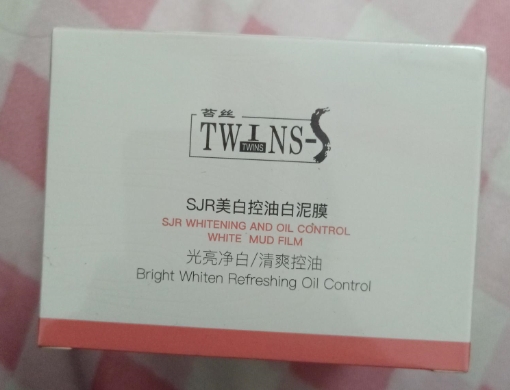 苔丝
TWINS-S
TWINS
SJR美白控油白泥膜
SJR WHITENING AND OIL CONTROL
WHITE MUD FILM
光亮净白/清爽控油
Bright Whiten Refreshing Oil Control